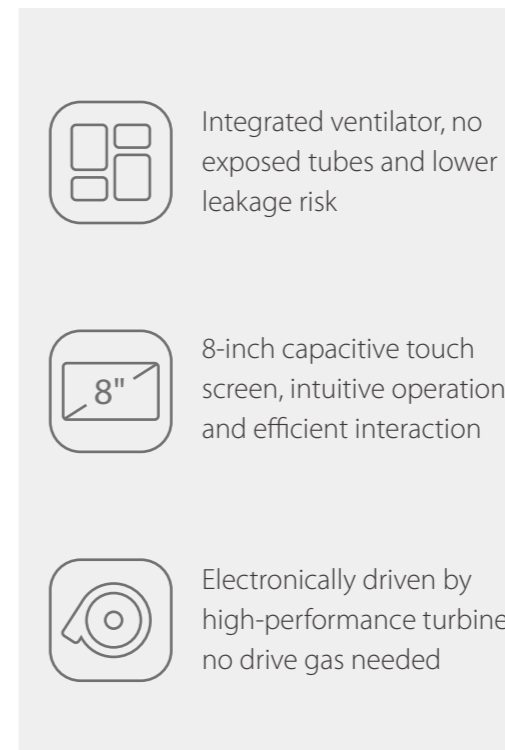 Integrated ventilator, no
exposed tubes and lower
leakage risk
8"
8-inch capacitive touch
screen, intuitive operation
and efficient interaction
Electronically driven by
high-performance turbine
no drive gas needed